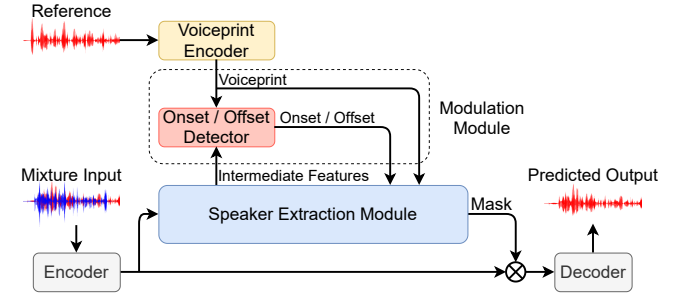 Reference
Voiceprint
Encoder
Voiceprint
Onset / Offset
Detector
Onset / Offset
Modulation
Module
Intermediate Features
Mixture Input
Speaker Extraction Module
Mask
Predicted Output
Encoder
Decoder